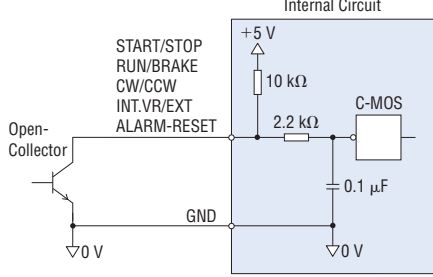 Internal Circuit
+5 V
START/STOP
RUN/BRAKE
CW/CCW
INT.VR/EXT
ALARM-RESET
10 kΩ
2.2 kΩ
C-MOS
Open-
Collector
0.1 μF
GND
0 V
0 V